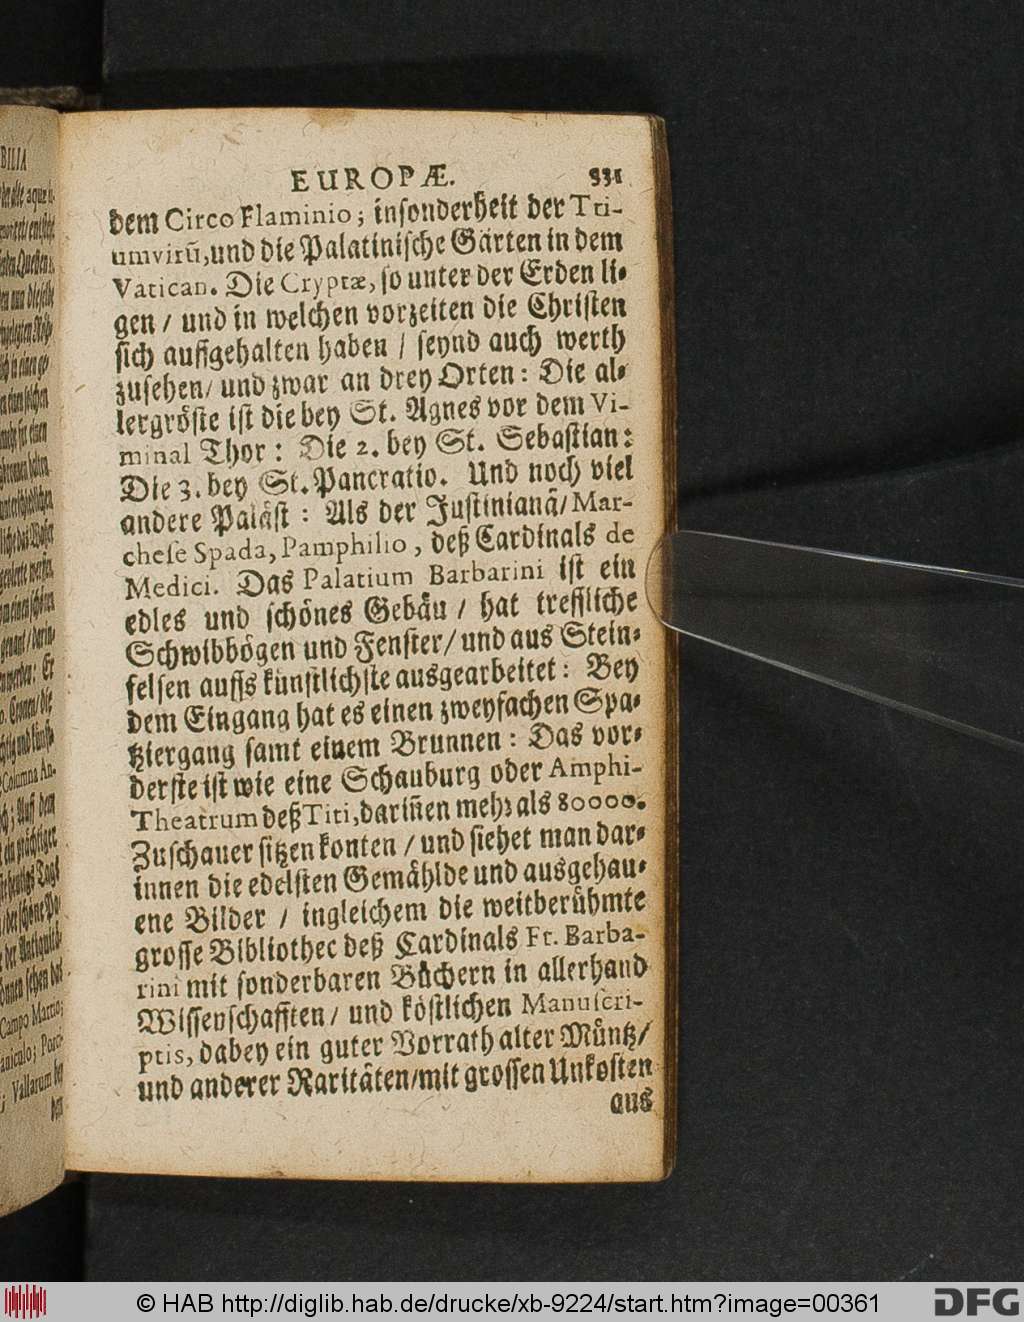 EUROPÆ. 331
dem Circo Flaminio; insonderheit der Tri-
umvirũ, und die Palatinische Gärten in dem
Vatican. Die Cryptæ, so unter der Erden li-
gen / und in welchen vorzeiten die Christen
sich auffgehalten haben / seynd auch werth
zusehen / und zwar an drey Orten: Die al-
lergröste ist die bey St. Agnes vor dem Vi-
minal Thor: Die 2. bey St. Sebastian:
Die 3. bey St. Pancratio. Und noch viel
andere Paläst: Als der Justinianã / Mar-
chese Spada, Pamphilio, deß Cardinals de
Medici. Das Palatium Barbarini ist ein
edles und schönes Gebäu / hat treffliche
Schwibbögen und Fenster / und aus Stein-
felsen auffs künstlichste ausgearbeitet: Bey
dem Eingang hat es einen zweyfachen Spa-
tziergang samt einem Brunnen: Das vor-
derste ist wie eine Schauburg oder Amphi-
Theatrum deß Titi, dariñen mehr als 80000.
Zuschauer sitzen konten / und siehet man dar-
innen die edelsten Gemählde und ausgehau-
ene Bilder / ingleichem die weitberühmte
grosse Bibliothec deß Cardinals Fr. Barba-
rini mit sonderbaren Büchern in allerhand
Wissenschafften / und köstlichen Manuscri-
ptis, dabey ein guter Vorrath alter Müntz /
und anderer Raritäten / mit grossen Unkosten
aus
© HAB http://diglib.hab.de/drucke/xb-9224/start.htm?image=00361
DFG